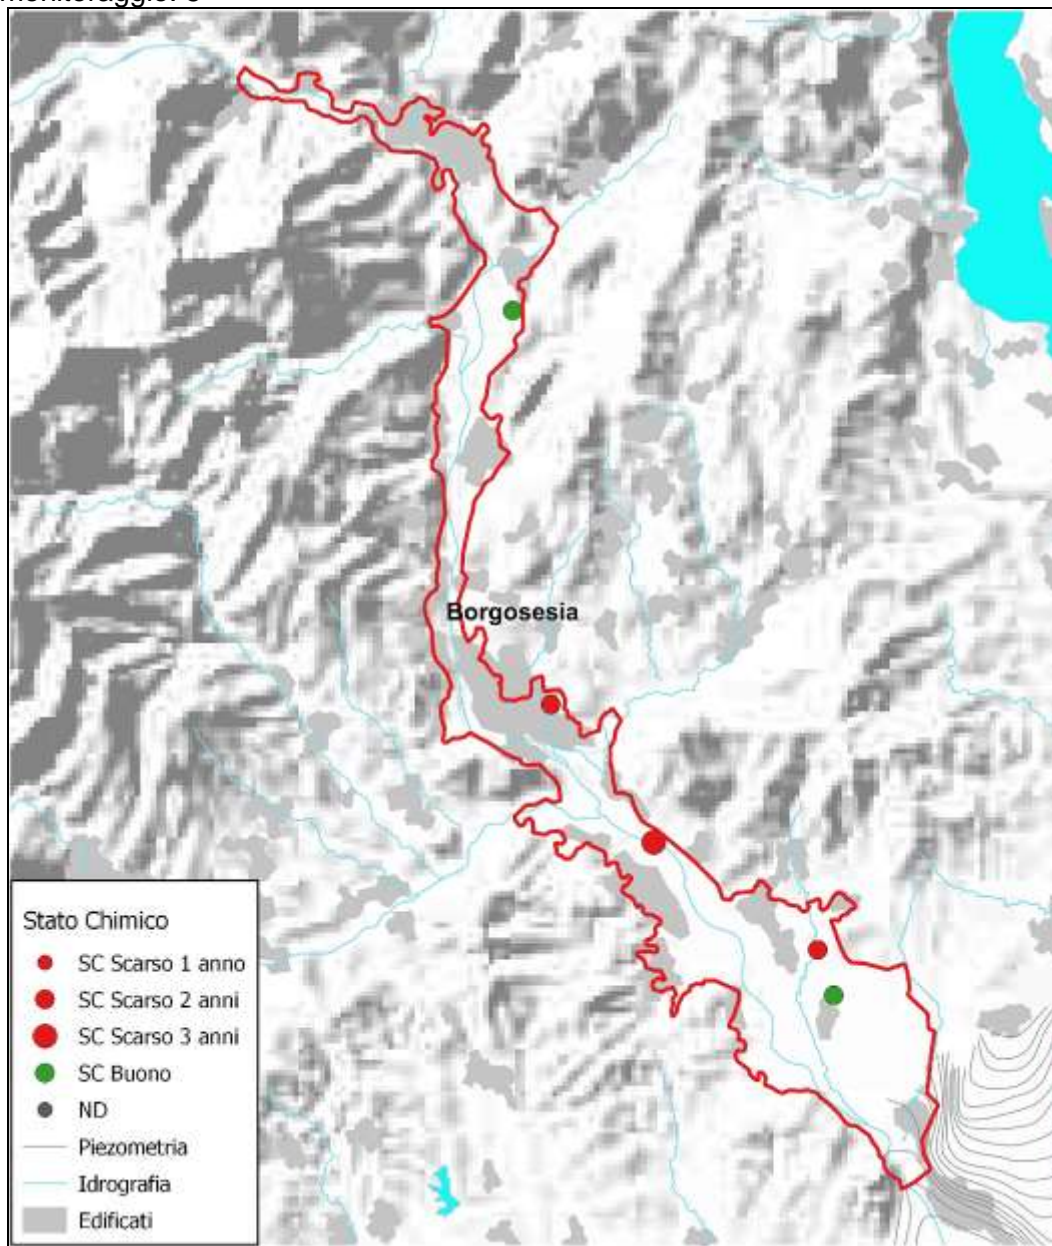 Borgosesia
Stato Chimico
SC Scarso 1 anno
SC Scarso 2 anni
SC Scarso 3 anni
SC Buono
ND
Piezometria
Idrografia
Edificati